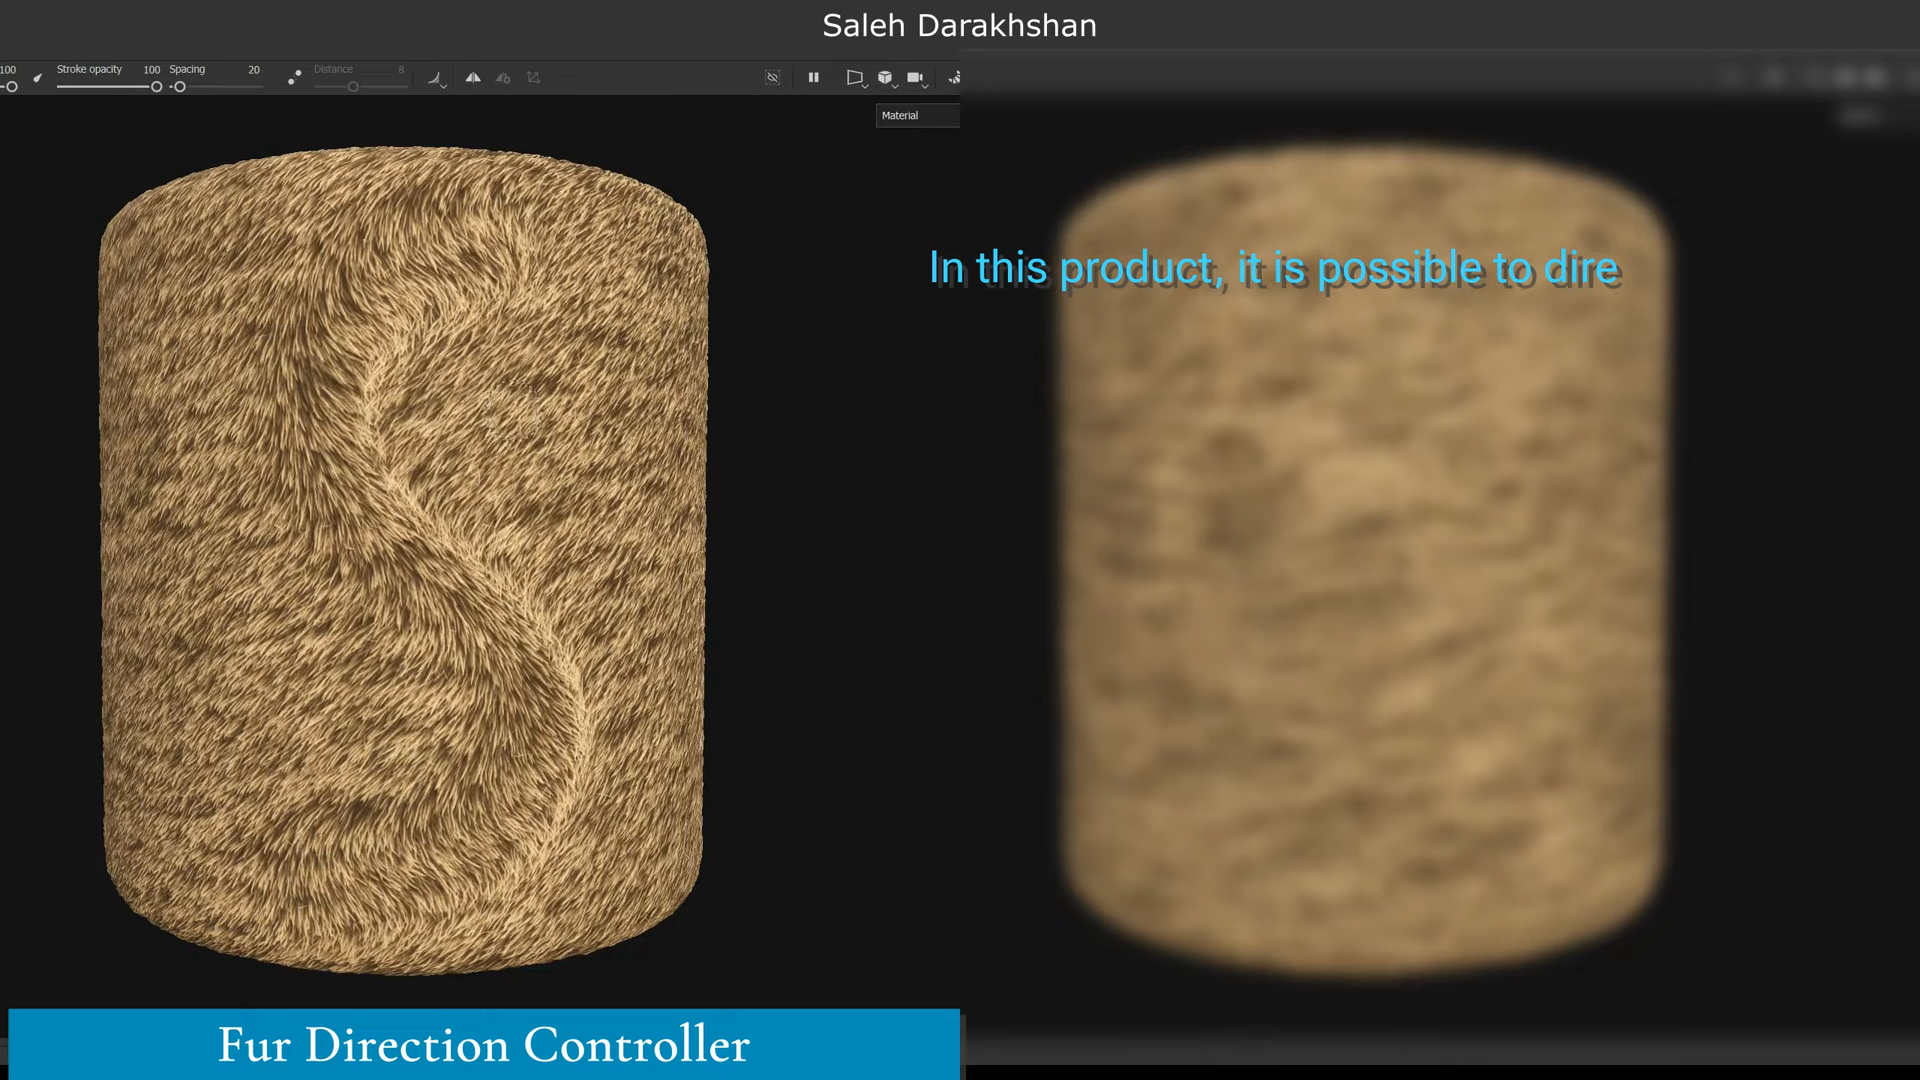 Saleh Darakhshan
100 Stroke opacity 100 Spacing 20 Distance 8
Material
In this product, it is possible to dire
Fur Direction Controller